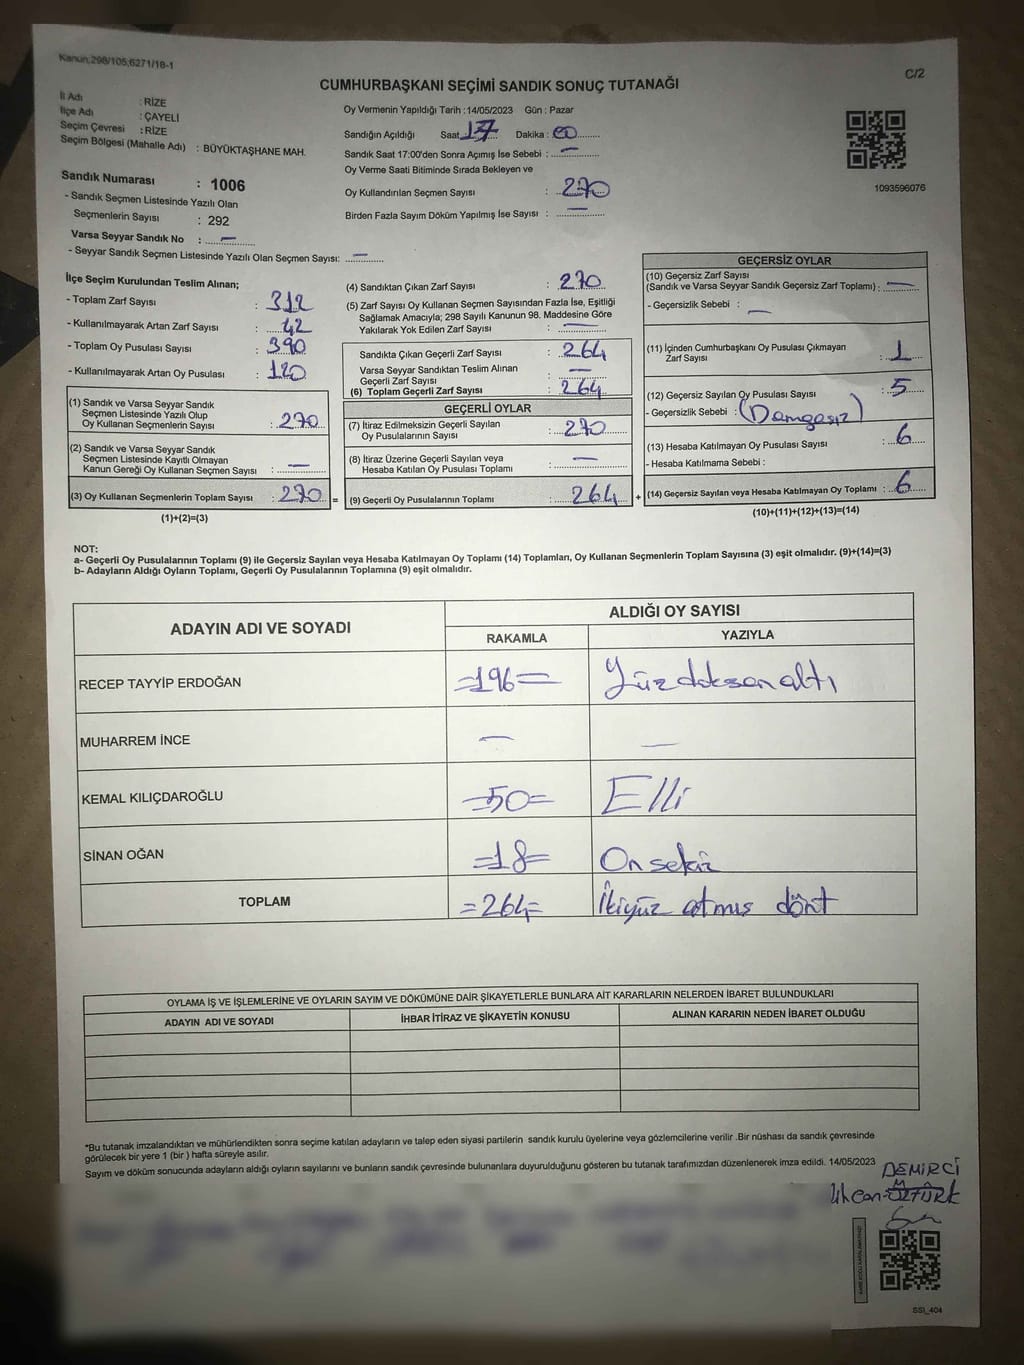 Kanun;298/105;6271/18-1
C/2
CUMHURBAŞKANI SEÇİMİ SANDIK SONUÇ TUTANAĞI
İl Adı : RİZE
İlçe Adı : ÇAYELİ
Seçim Çevresi : RİZE
Seçim Bölgesi (Mahalle Adı) : BÜYÜKTAŞHANE MAH.
Sandık Numarası : 1006
- Sandık Seçmen Listesinde Yazılı Olan
Seçmenlerin Sayısı : 292
Varsa Seyyar Sandık No : —
- Seyyar Sandık Seçmen Listesinde Yazılı Olan Seçmen Sayısı: —
Oy Vermenin Yapıldığı Tarih : 14/05/2023 Gün : Pazar
Sandığın Açıldığı Saat 17 Dakika : 00
Sandık Saat 17:00'den Sonra Açımış İse Sebebi : —
Oy Verme Saati Bitiminde Sırada Bekleyen ve
Oy Kullandırılan Seçmen Sayısı : 270
Birden Fazla Sayım Döküm Yapılmış İse Sayısı : —
1093596076
İlçe Seçim Kurulundan Teslim Alınan;
- Toplam Zarf Sayısı : 312
- Kullanılmayarak Artan Zarf Sayısı : 42
- Toplam Oy Pusulası Sayısı : 390
- Kullanılmayarak Artan Oy Pusulası : 120
(1) Sandık ve Varsa Seyyar Sandık
Seçmen Listesinde Yazılı Olup
Oy Kullanan Seçmenlerin Sayısı : 270
(2) Sandık ve Varsa Seyyar Sandık
Seçmen Listesinde Kayıtlı Olmayan
Kanun Gereği Oy Kullanan Seçmen Sayısı : —
(3) Oy Kullanan Seçmenlerin Toplam Sayısı : 270 =
(1)+(2)=(3)
(4) Sandıktan Çıkan Zarf Sayısı : 270
(5) Zarf Sayısı Oy Kullanan Seçmen Sayısından Fazla İse, Eşitliği
Sağlamak Amacıyla; 298 Sayılı Kanunun 98. Maddesine Göre
Yakılarak Yok Edilen Zarf Sayısı : —
Sandıkta Çıkan Geçerli Zarf Sayısı : 264
Varsa Seyyar Sandıktan Teslim Alınan
Geçerli Zarf Sayısı : —
(6) Toplam Geçerli Zarf Sayısı : 264
GEÇERLİ OYLAR
(7) İtiraz Edilmeksizin Geçerli Sayılan
Oy Pusulalarının Sayısı : 270
(8) İtiraz Üzerine Geçerli Sayılan veya
Hesaba Katılan Oy Pusulası Toplamı : —
(9) Geçerli Oy Pusulalarının Toplamı : 264 +
GEÇERSİZ OYLAR
(10) Geçersiz Zarf Sayısı
(Sandık ve Varsa Seyyar Sandık Geçersiz Zarf Toplamı) : —
- Geçersizlik Sebebi : —
(11) İçinden Cumhurbaşkanı Oy Pusulası Çıkmayan
Zarf Sayısı : 1
(12) Geçersiz Sayılan Oy Pusulası Sayısı : 5
- Geçersizlik Sebebi : (Damgasız)
(13) Hesaba Katılmayan Oy Pusulası Sayısı : 6
- Hesaba Katılmama Sebebi :
(14) Geçersiz Sayılan veya Hesaba Katılmayan Oy Toplamı : 6
(10)+(11)+(12)+(13)=(14)
NOT:
a- Geçerli Oy Pusulalarının Toplamı (9) ile Geçersiz Sayılan veya Hesaba Katılmayan Oy Toplamı (14) Toplamları, Oy Kullanan Seçmenlerin Toplam Sayısına (3) eşit olmalıdır. (9)+(14)=(3)
b- Adayların Aldığı Oyların Toplamı, Geçerli Oy Pusulalarının Toplamına (9) eşit olmalıdır.
ADAYIN ADI VE SOYADI
ALDIĞI OY SAYISI
RAKAMLA YAZIYLA
RECEP TAYYİP ERDOĞAN =196= Yüzdoksanaltı
MUHARREM İNCE — —
KEMAL KILIÇDAROĞLU =50= Elli
SİNAN OĞAN =18= On sekiz
TOPLAM =264= İkiyüz atmış dört
OYLAMA İŞ VE İŞLEMLERİNE VE OYLARIN SAYIM VE DÖKÜMÜNE DAİR ŞİKAYETLERLE BUNLARA AİT KARARLARIN NELERDEN İBARET BULUNDUKLARI
ADAYIN ADI VE SOYADI İHBAR İTİRAZ VE ŞİKAYETİN KONUSU ALINAN KARARIN NEDEN İBARET OLDUĞU
*Bu tutanak imzalandıktan ve mühürlendikten sonra seçime katılan adayların ve talep eden siyasi partilerin sandık kurulu üyelerine veya gözlemcilerine verilir .Bir nüshası da sandık çevresinde
görülecek bir yere 1 (bir ) hafta süreyle asılır.
Sayım ve döküm sonucunda adayların aldığı oyların sayılarını ve bunların sandık çevresinde bulunanlara duyurulduğunu gösteren bu tutanak tarafımızdan düzenlenerek imza edildi. 14/05/2023
DEMİRCİ
ÖZTÜRK
SSI_404